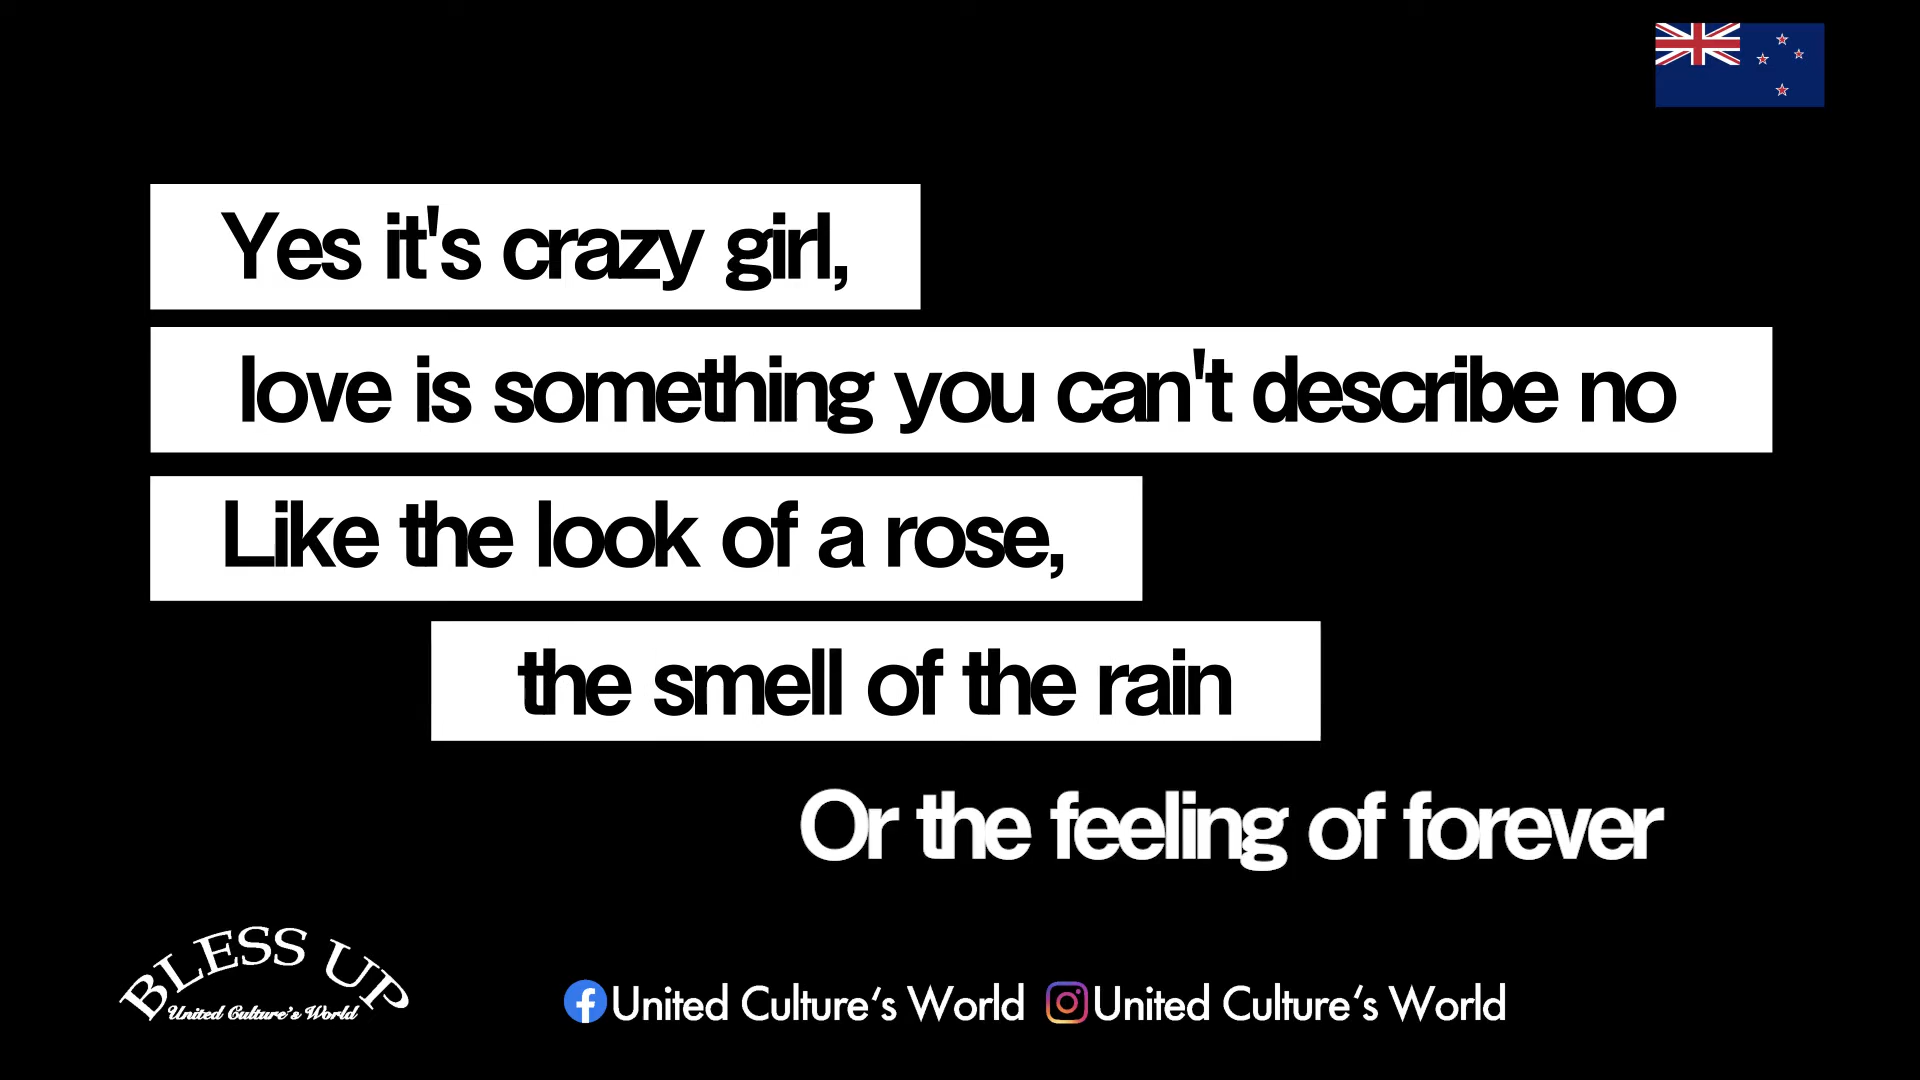 Yes it's crazy girl,
love is something you can't describe no
Like the look of a rose,
the smell of the rain
Or the feeling of forever
BLESS UP
United Culture's World
United Culture's World United Culture's World